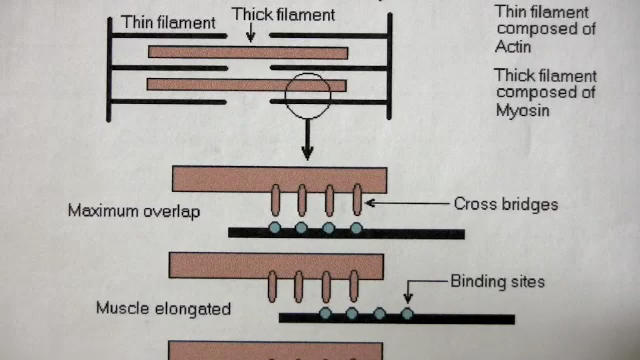 Thin filament
Thick filament
Thin filament
composed of
Actin
Thick filament
composed of
Myosin
Maximum overlap
Cross bridges
Muscle elongated
Binding sites